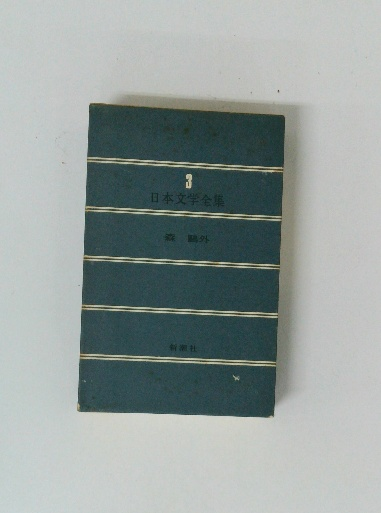 3
日本文学全集
森 鷗外
新潮社